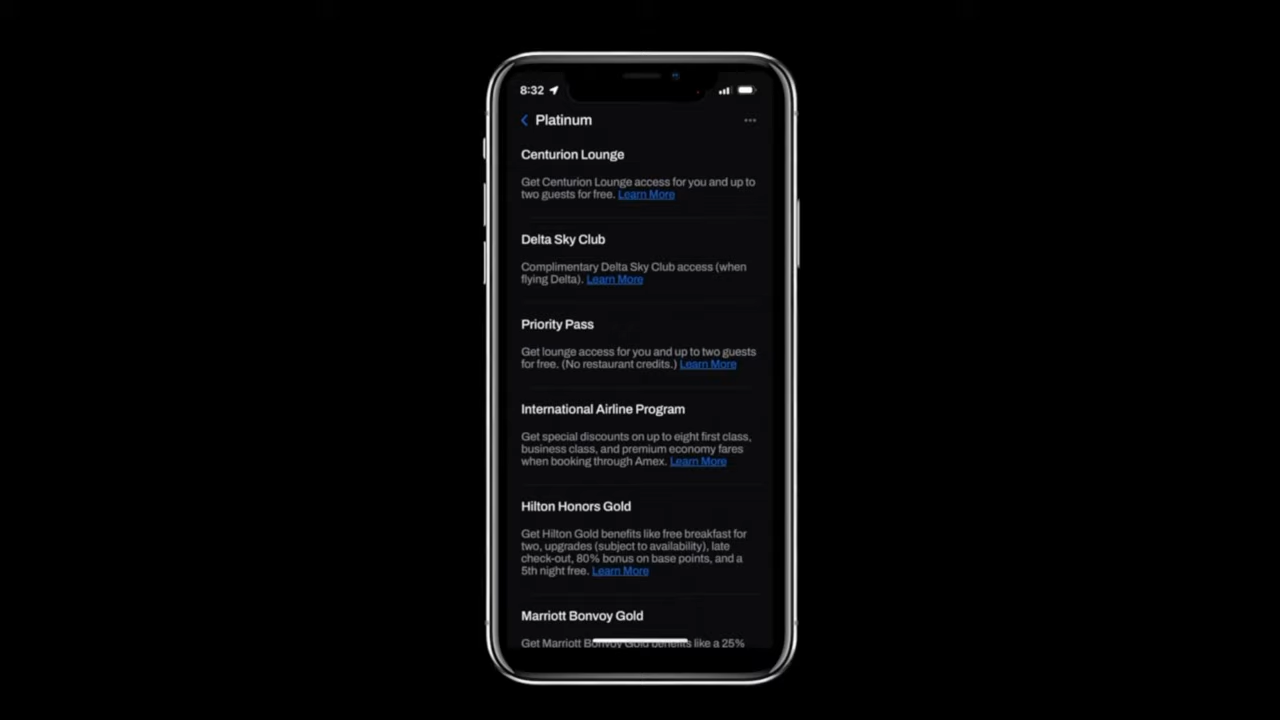 8:32
Platinum
Centurion Lounge
Get Centurion Lounge access for you and up to
two guests for free. Learn More
Delta Sky Club
Complimentary Delta Sky Club access (when
flying Delta). Learn More
Priority Pass
Get lounge access for you and up to two guests
for free. (No restaurant credits.) Learn More
International Airline Program
Get special discounts on up to eight first class,
business class, and premium economy fares
when booking through Amex. Learn More
Hilton Honors Gold
Get Hilton Gold benefits like free breakfast for
two, upgrades (subject to availability), late
check-out, 80% bonus on base points, and a
5th night free. Learn More
Marriott Bonvoy Gold
Get Marriott Bonvoy Gold benefits like a 25%